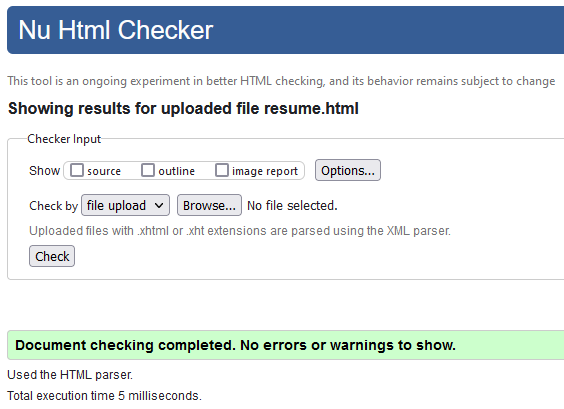 Nu Html Checker
This tool is an ongoing experiment in better HTML checking, and its behavior remains subject to change
Showing results for uploaded file resume.html
Checker Input
Show source outline image report Options...
Check by file upload Browse... No file selected.
Uploaded files with .xhtml or .xht extensions are parsed using the XML parser.
Check
Document checking completed. No errors or warnings to show.
Used the HTML parser.
Total execution time 5 milliseconds.